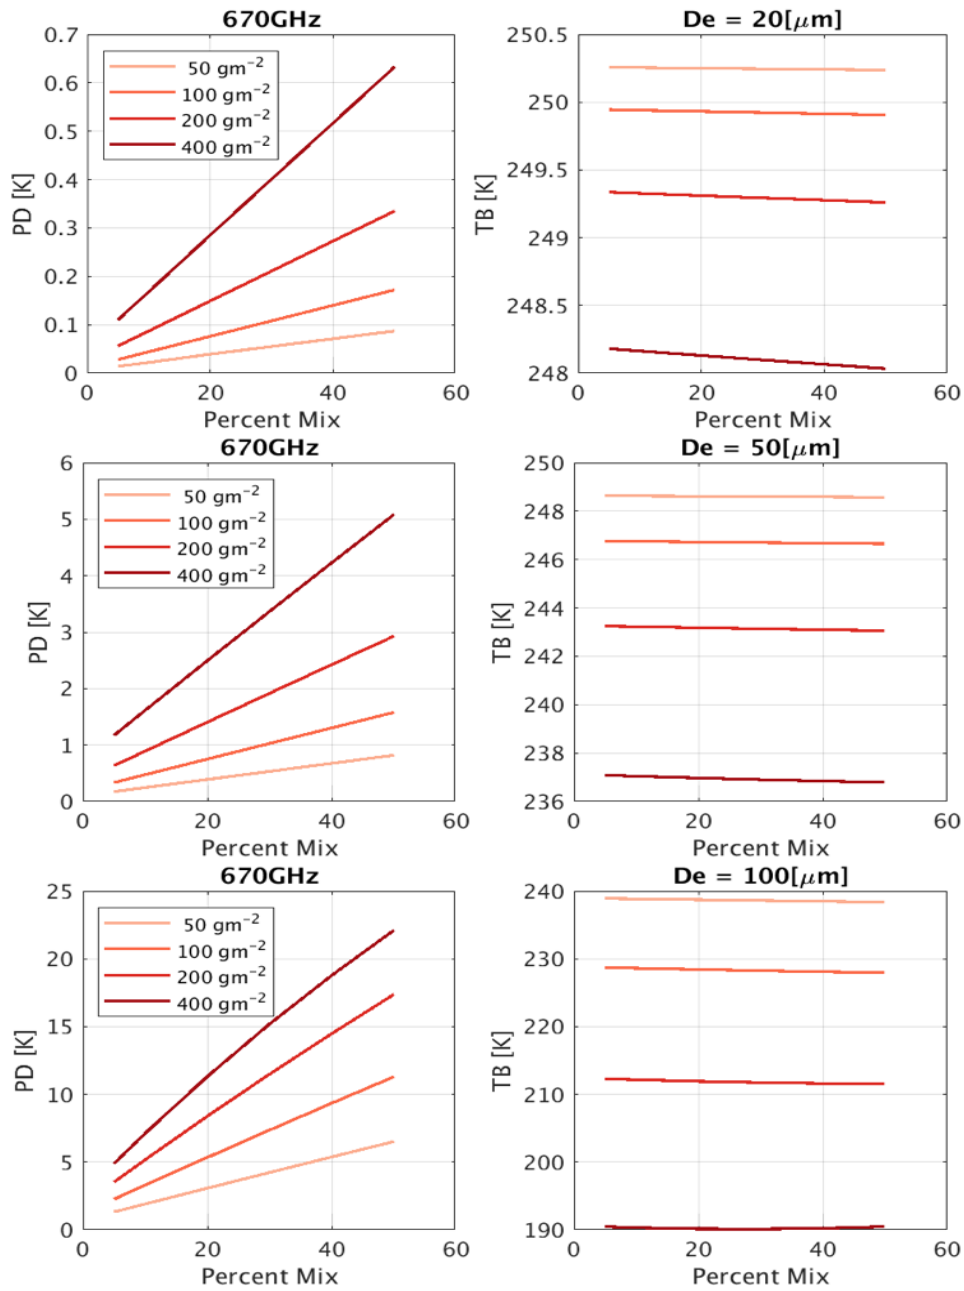 670GHz
De = 20[μm]
0.7
0.6
0.5
0.4
0.3
0.2
0.1
0
PD [K]
50 gm⁻²
100 gm⁻²
200 gm⁻²
400 gm⁻²
0 20 40 60
Percent Mix
250.5
250
249.5
249
248.5
248
TB [K]
0 20 40 60
Percent Mix
670GHz
De = 50[μm]
6
5
4
3
2
1
0
PD [K]
50 gm⁻²
100 gm⁻²
200 gm⁻²
400 gm⁻²
0 20 40 60
Percent Mix
250
248
246
244
242
240
238
236
TB [K]
0 20 40 60
Percent Mix
670GHz
De = 100[μm]
25
20
15
10
5
0
PD [K]
50 gm⁻²
100 gm⁻²
200 gm⁻²
400 gm⁻²
0 20 40 60
Percent Mix
240
230
220
210
200
190
TB [K]
0 20 40 60
Percent Mix